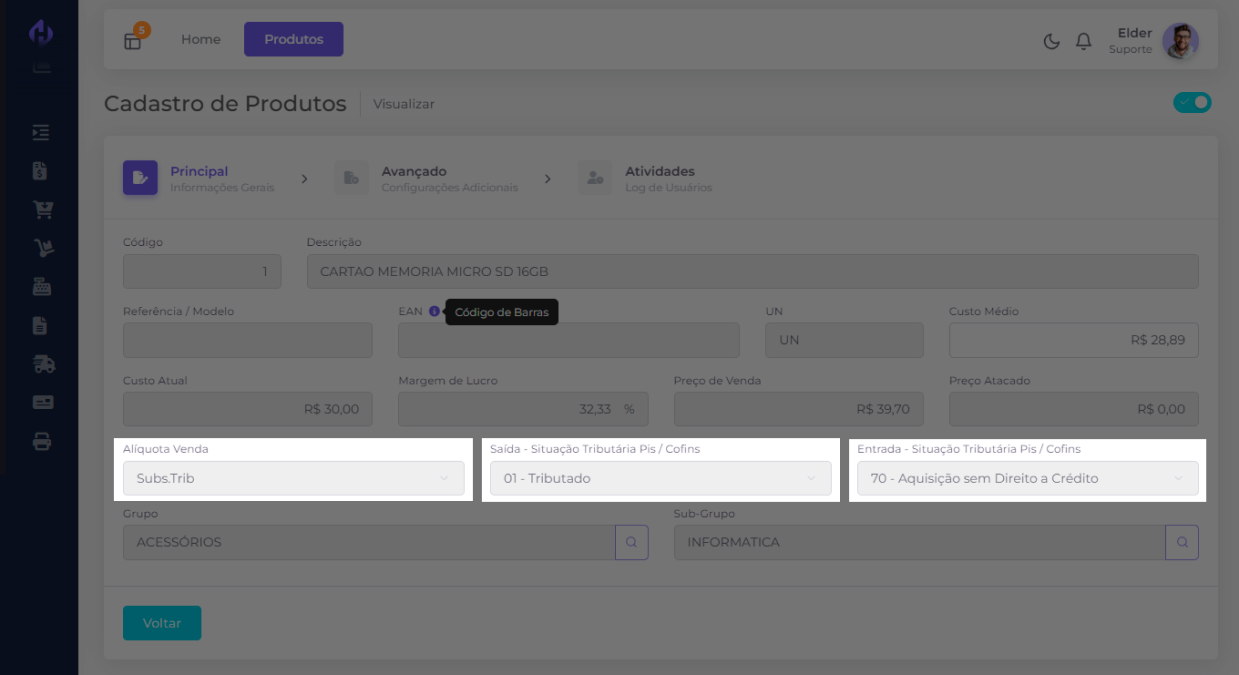 5
Home
Produtos
Elder
Suporte
Cadastro de Produtos
Visualizar
Principal
Informações Gerais
Avançado
Configurações Adicionais
Atividades
Log de Usuários
Código
Descrição
1
CARTAO MEMORIA MICRO SD 16GB
Referência / Modelo
EAN
Código de Barras
UN
Custo Médio
UN
R$ 28,89
Custo Atual
Margem de Lucro
Preço de Venda
Preço Atacado
R$ 30,00
32,33 %
R$ 39,70
R$ 0,00
Alíquota Venda
Saída - Situação Tributária Pis / Cofins
Entrada - Situação Tributária Pis / Cofins
Subs.Trib
01 - Tributado
70 - Aquisição sem Direito a Crédito
Grupo
Sub-Grupo
ACESSÓRIOS
INFORMATICA
Voltar